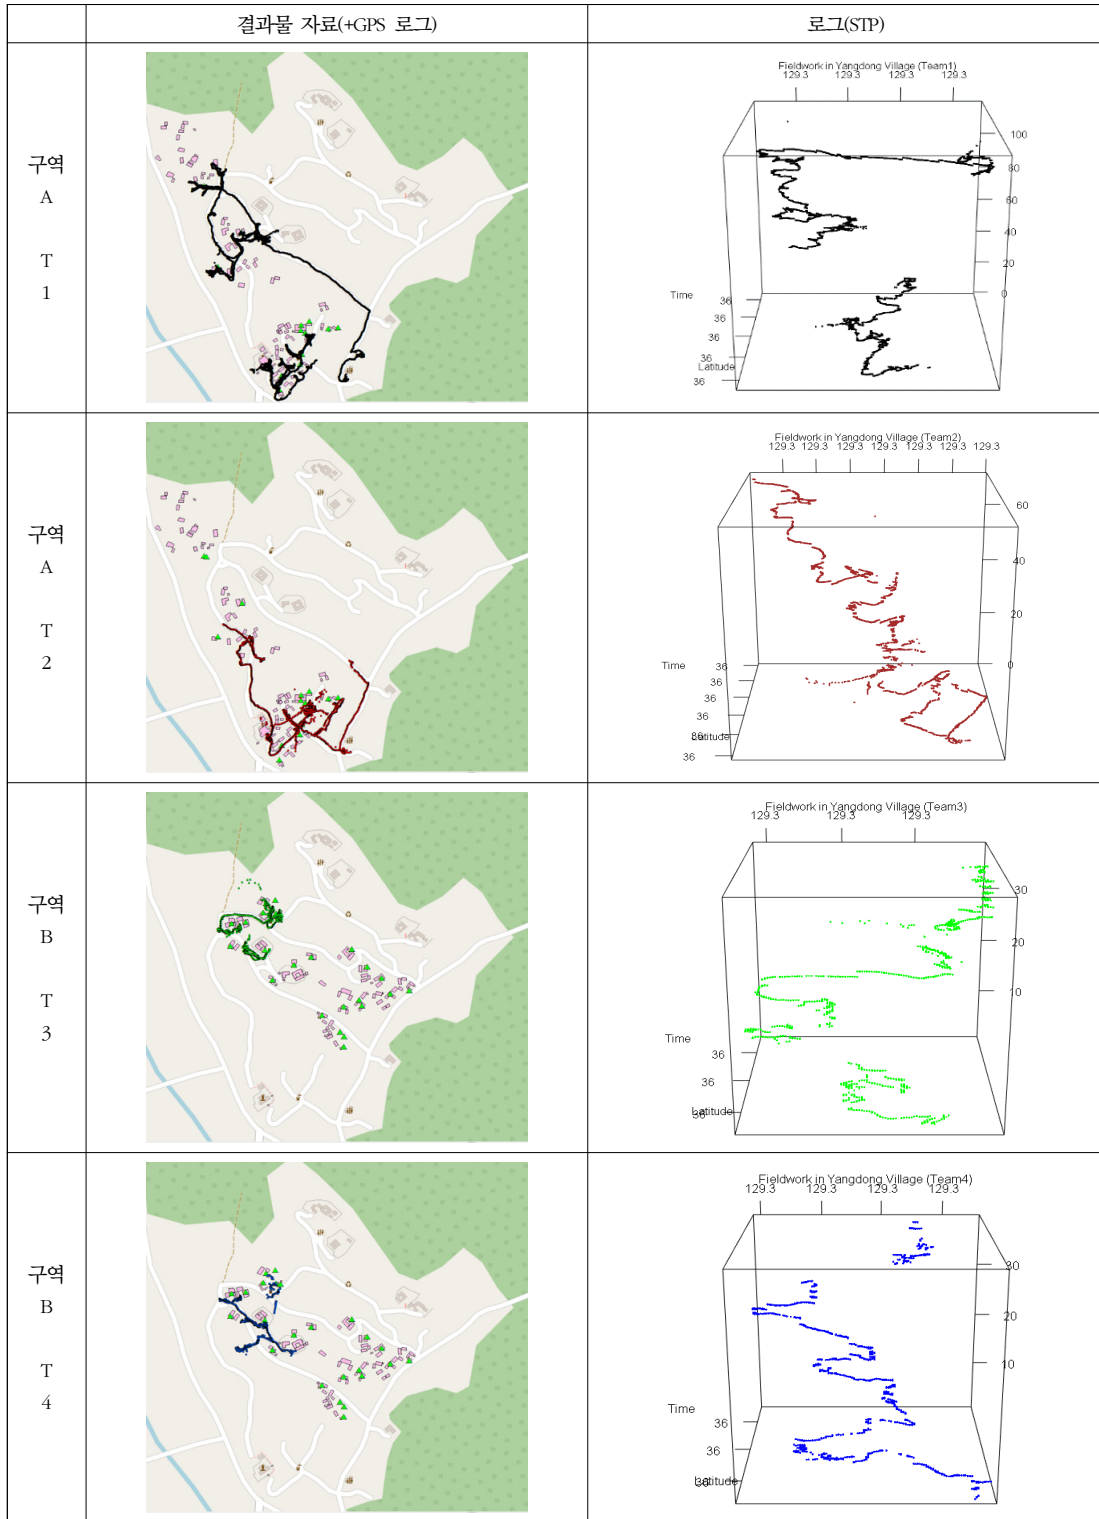 결과물 자료(+GPS 로그)
로그(STP)
구역
A
T
1
Fieldwork in Yangdong Village (Team1)
129.3 129.3 129.3 129.3
100
80
60
40
20
0
Time
36
36
36
36
Latitude
36
구역
A
T
2
Fieldwork in Yangdong Village (Team2)
129.3 129.3 129.3 129.3 129.3 129.3 129.3
60
40
20
0
Time
36
36
36
36
36
Latitude
36
구역
B
T
3
Fieldwork in Yangdong Village (Team3)
129.3 129.3 129.3
30
20
10
Time
36
36
36
Latitude
구역
B
T
4
Fieldwork in Yangdong Village (Team4)
129.3 129.3 129.3 129.3
30
20
10
Time
36
36
36
Latitude